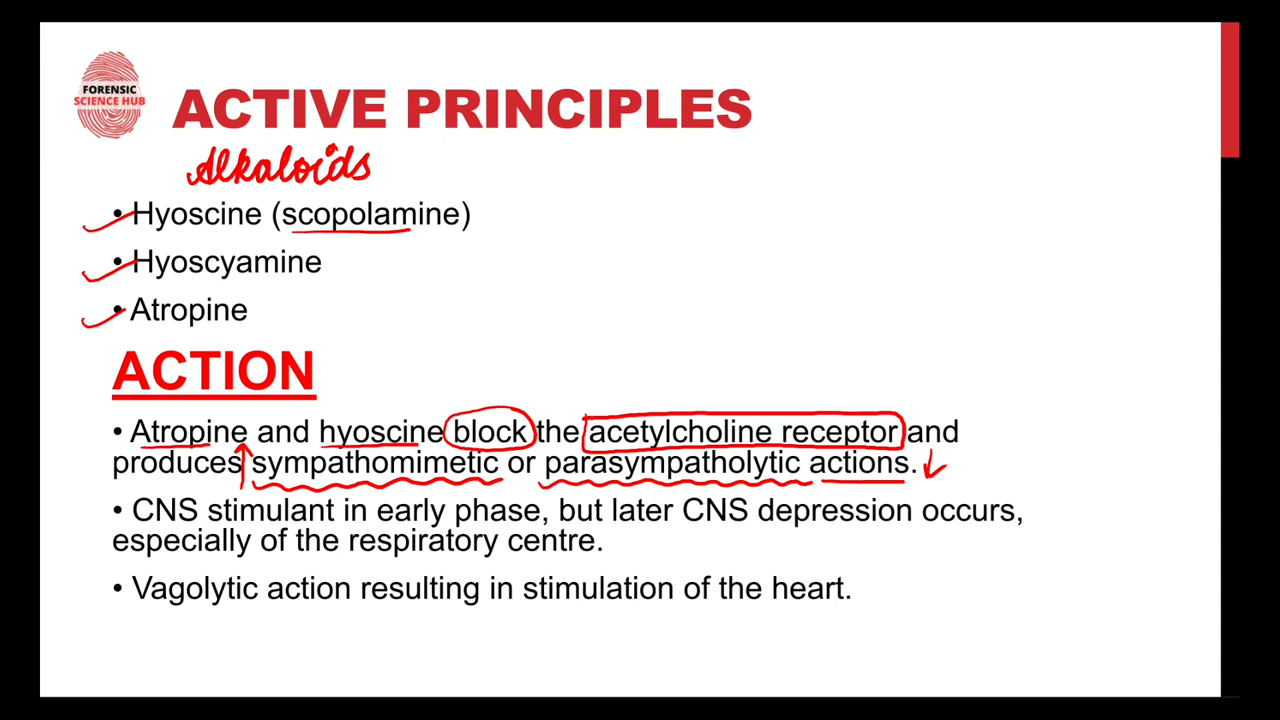 FORENSIC
SCIENCE HUB
ACTIVE PRINCIPLES
Alkaloids
• Hyoscine (scopolamine)
• Hyoscyamine
• Atropine
ACTION
• Atropine and hyoscine block the acetylcholine receptor and
produces sympathomimetic or parasympatholytic actions.
• CNS stimulant in early phase, but later CNS depression occurs,
especially of the respiratory centre.
• Vagolytic action resulting in stimulation of the heart.